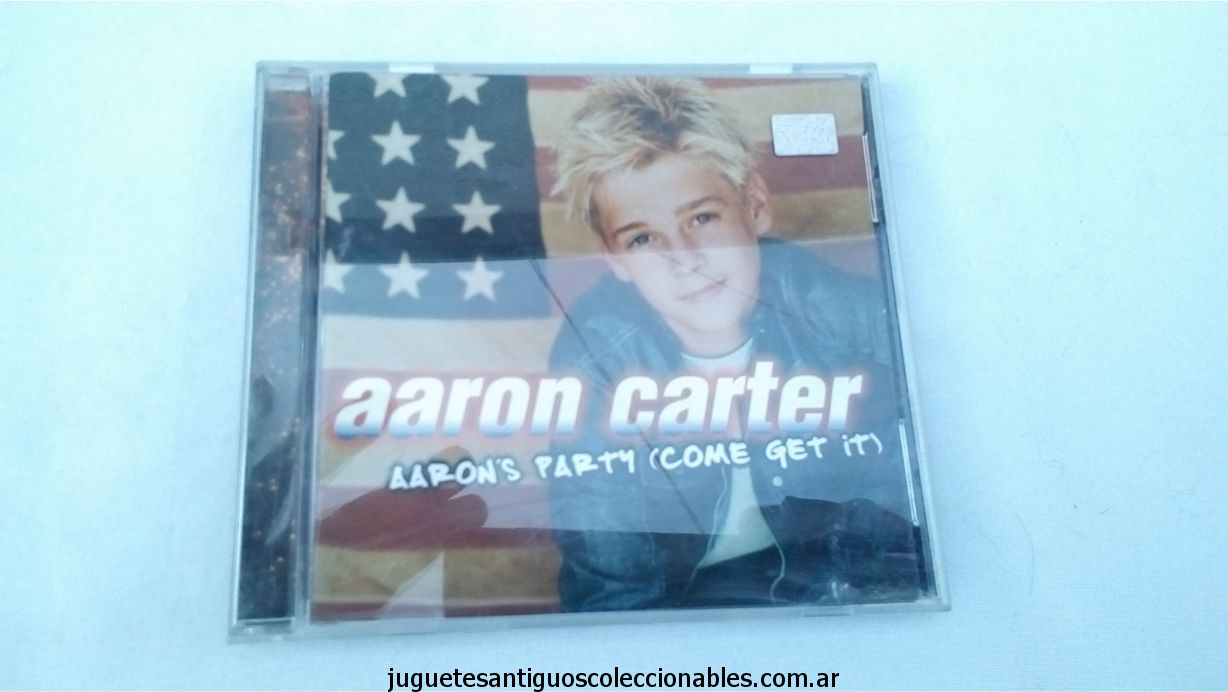 aaron carter
AARON'S PARTY (COME GET iT)
juguetesantiguoscoleccionables.com.ar